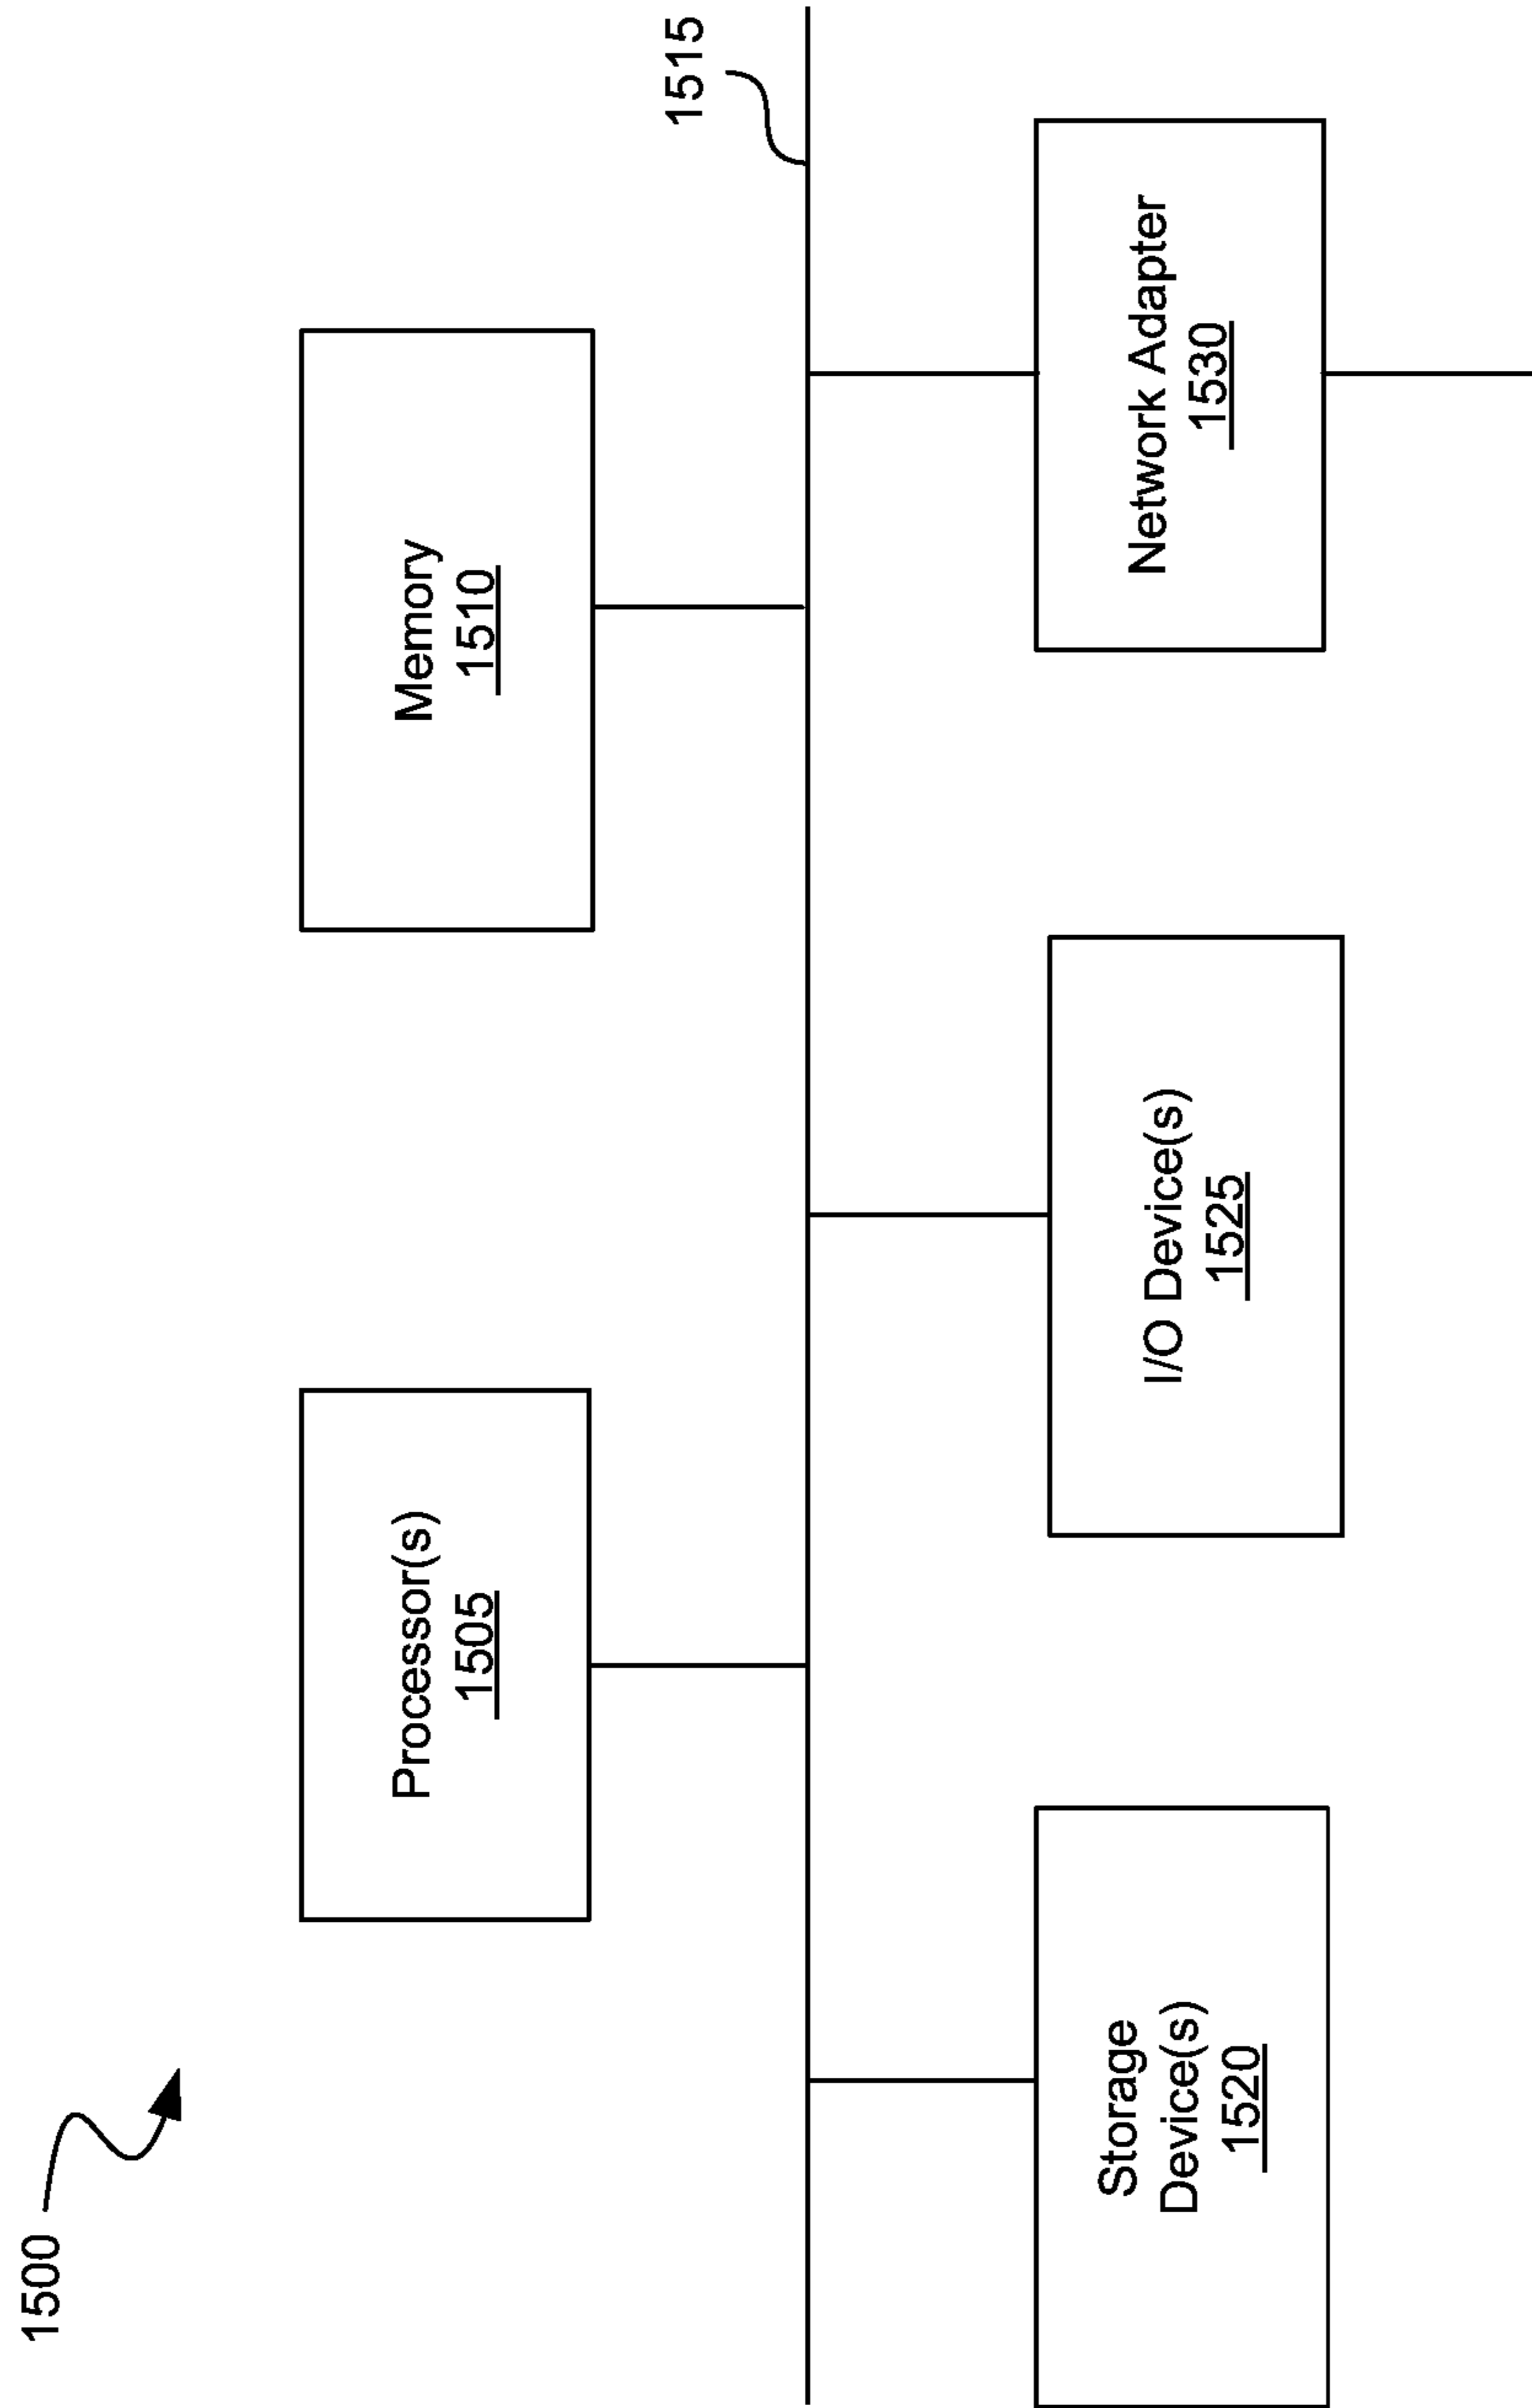 1500
Processor(s)
1505
Memory
1510
1515
Storage
Device(s)
1520
I/O Device(s)
1525
Network Adapter
1530